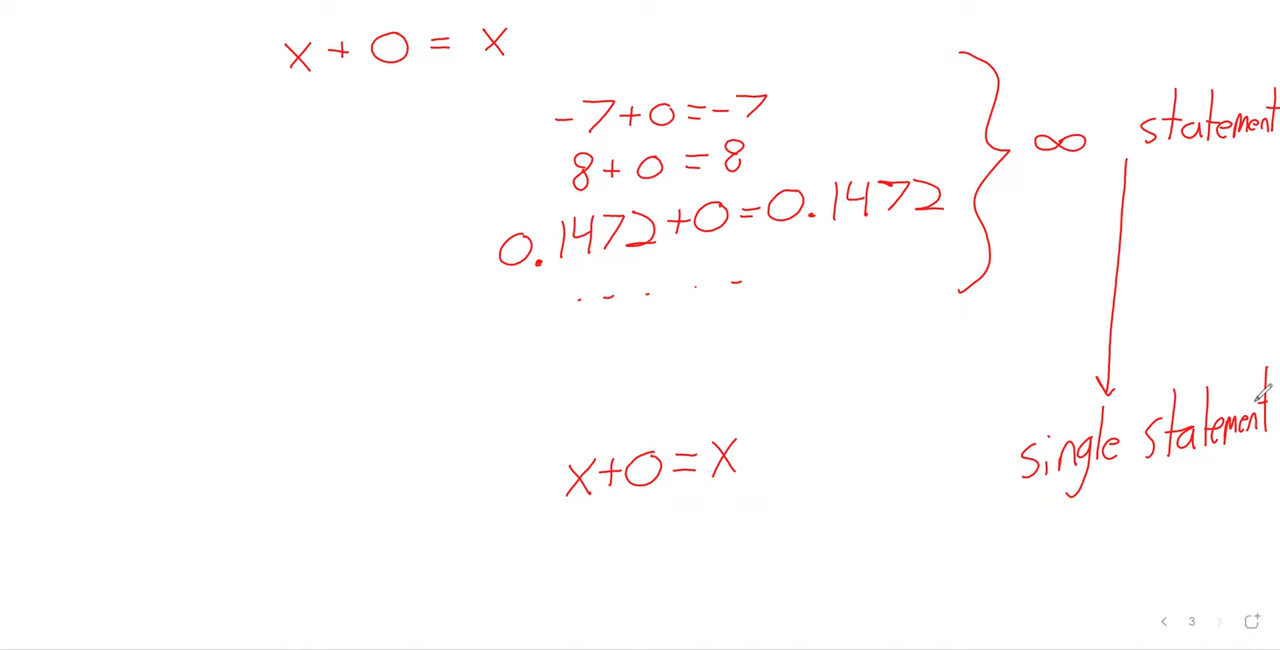 x + 0 = x
-7+0=-7
8+0=8
0.1472+0=0.1472
.....
∞ statement
single statement
x+0=x
3